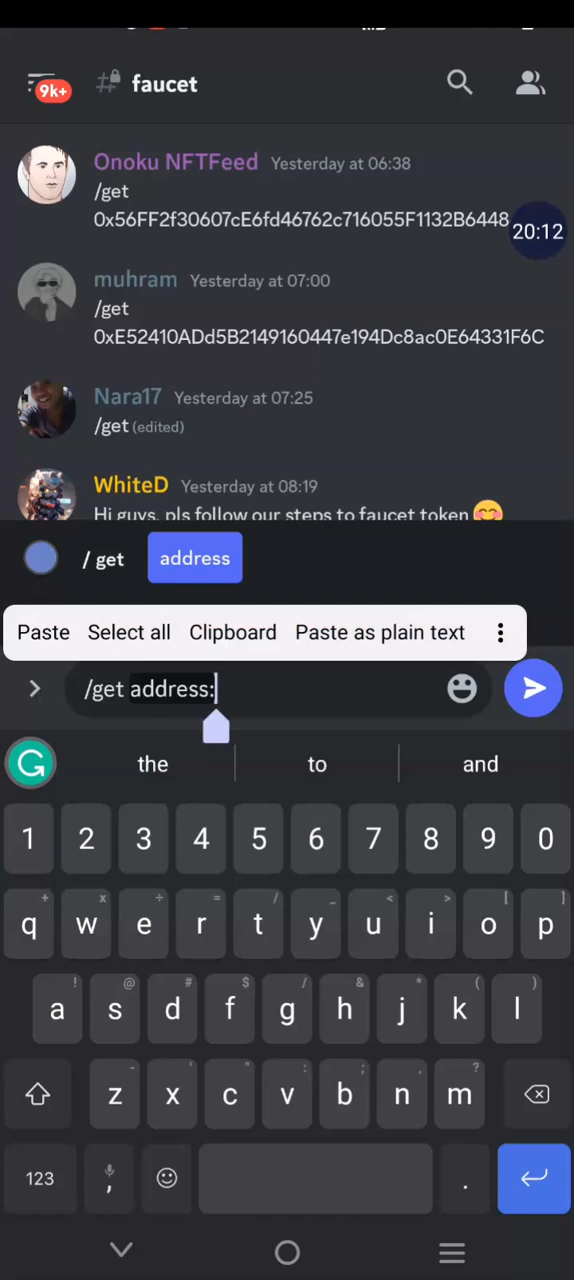 9k+
faucet
Onoku NFTFeed Yesterday at 06:38
/get
0x56FF2f30607cE6fd46762c716055F1132B6448
20:12
muhram Yesterday at 07:00
/get
0xE52410ADd5B2149160447e194Dc8ac0E64331F6C
Nara17 Yesterday at 07:25
/get (edited)
WhiteD Yesterday at 08:19
Hi guys, pls follow our steps to faucet token 😊
/ get address
Paste Select all Clipboard Paste as plain text
/get address:
the to and
1 2 3 4 5 6 7 8 9 0
+ x ÷ = / _ < > [ ]
q w e r t y u i o p
! @ # $ / & * ( )
a s d f g h j k l
- ' " : ; , ?
z x c v b n m
123 , .